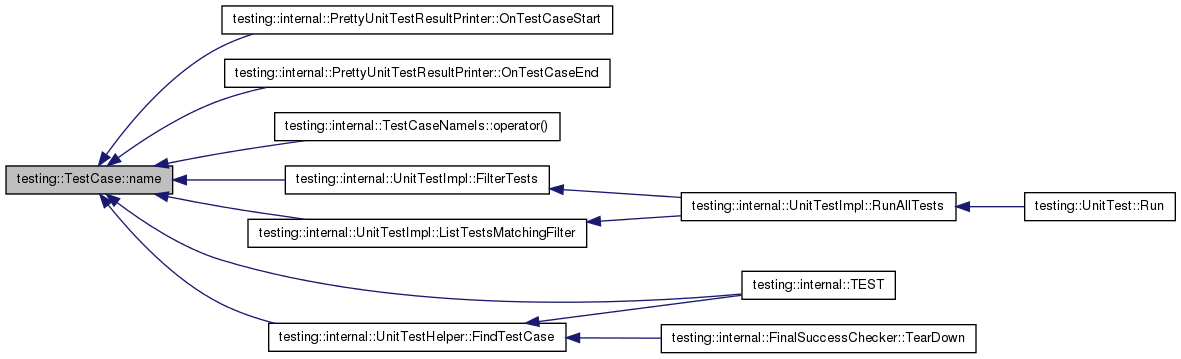 testing::internal::PrettyUnitTestResultPrinter::OnTestCaseStart
testing::internal::PrettyUnitTestResultPrinter::OnTestCaseEnd
testing::internal::TestCaseNameIs::operator()
testing::TestCase::name
testing::internal::UnitTestImpl::FilterTests
testing::internal::UnitTestImpl::RunAllTests
testing::UnitTest::Run
testing::internal::UnitTestImpl::ListTestsMatchingFilter
testing::internal::TEST
testing::internal::UnitTestHelper::FindTestCase
testing::internal::FinalSuccessChecker::TearDown